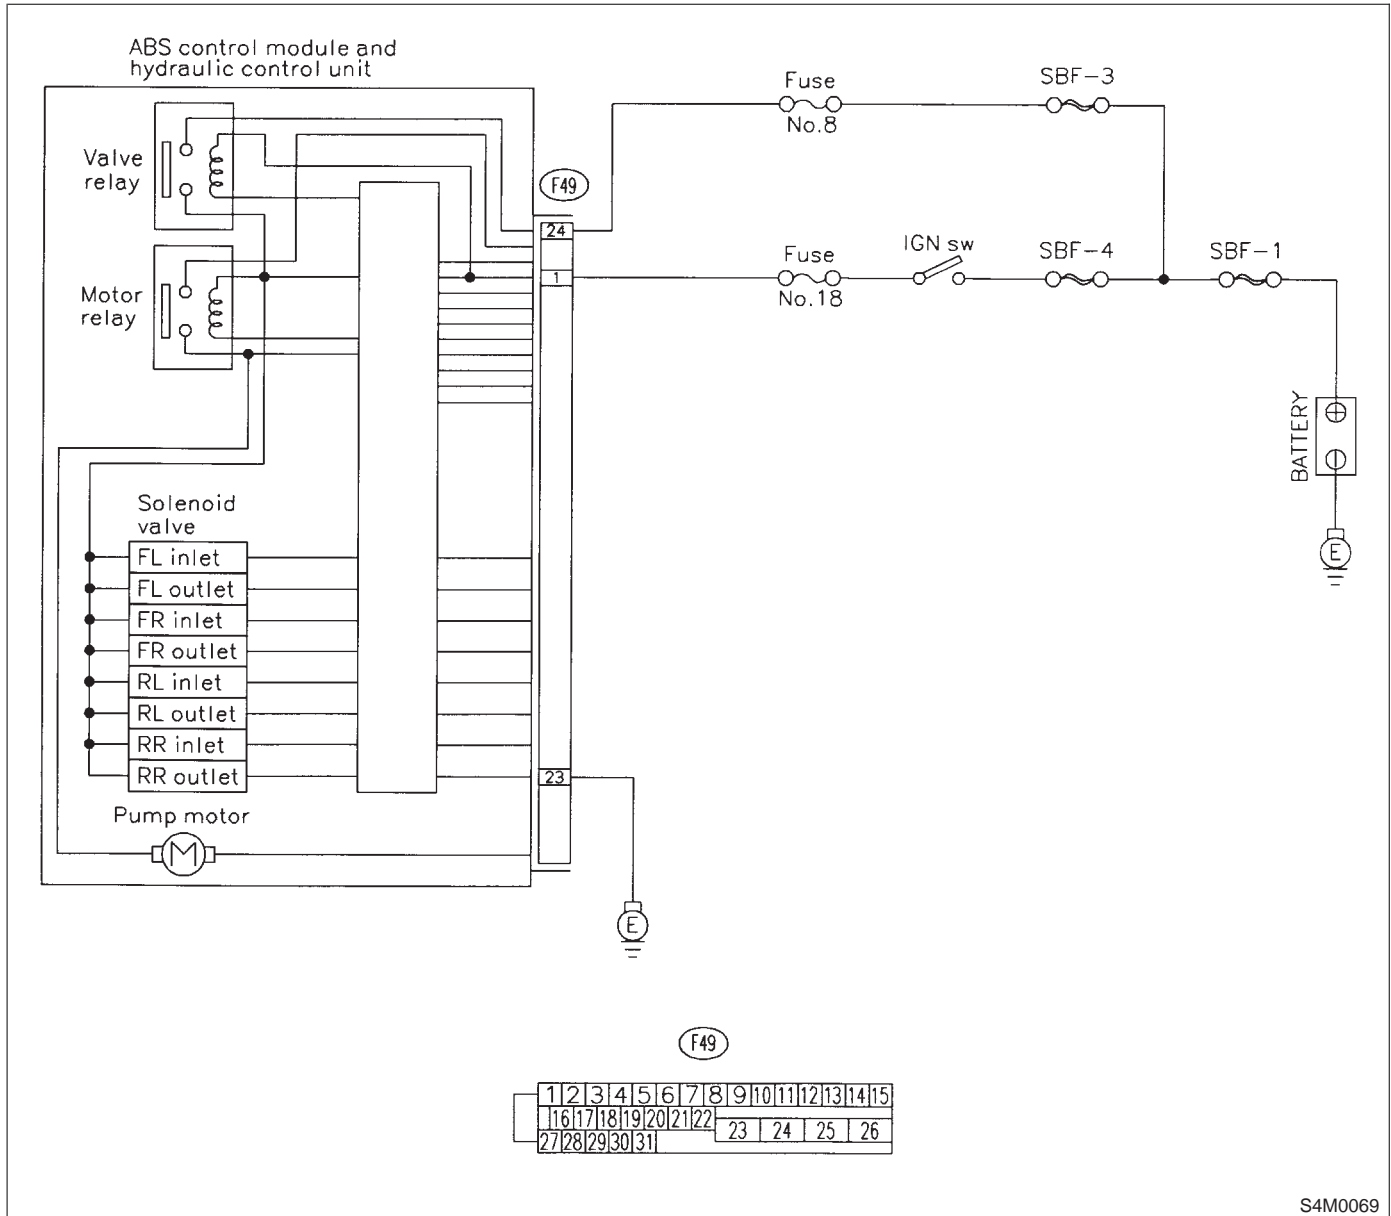 ABS control module and
hydraulic control unit
Valve
relay
Motor
relay
F49
24
1
23
Fuse
No.8
SBF-3
Fuse
No.18
IGN sw
SBF-4
SBF-1
BATTERY
E
Solenoid
valve
FL inlet
FL outlet
FR inlet
FR outlet
RL inlet
RL outlet
RR inlet
RR outlet
Pump motor
M
E
F49
1 2 3 4 5 6 7 8 9 10 11 12 13 14 15
16 17 18 19 20 21 22
23 24 25 26
27 28 29 30 31
S4M0069